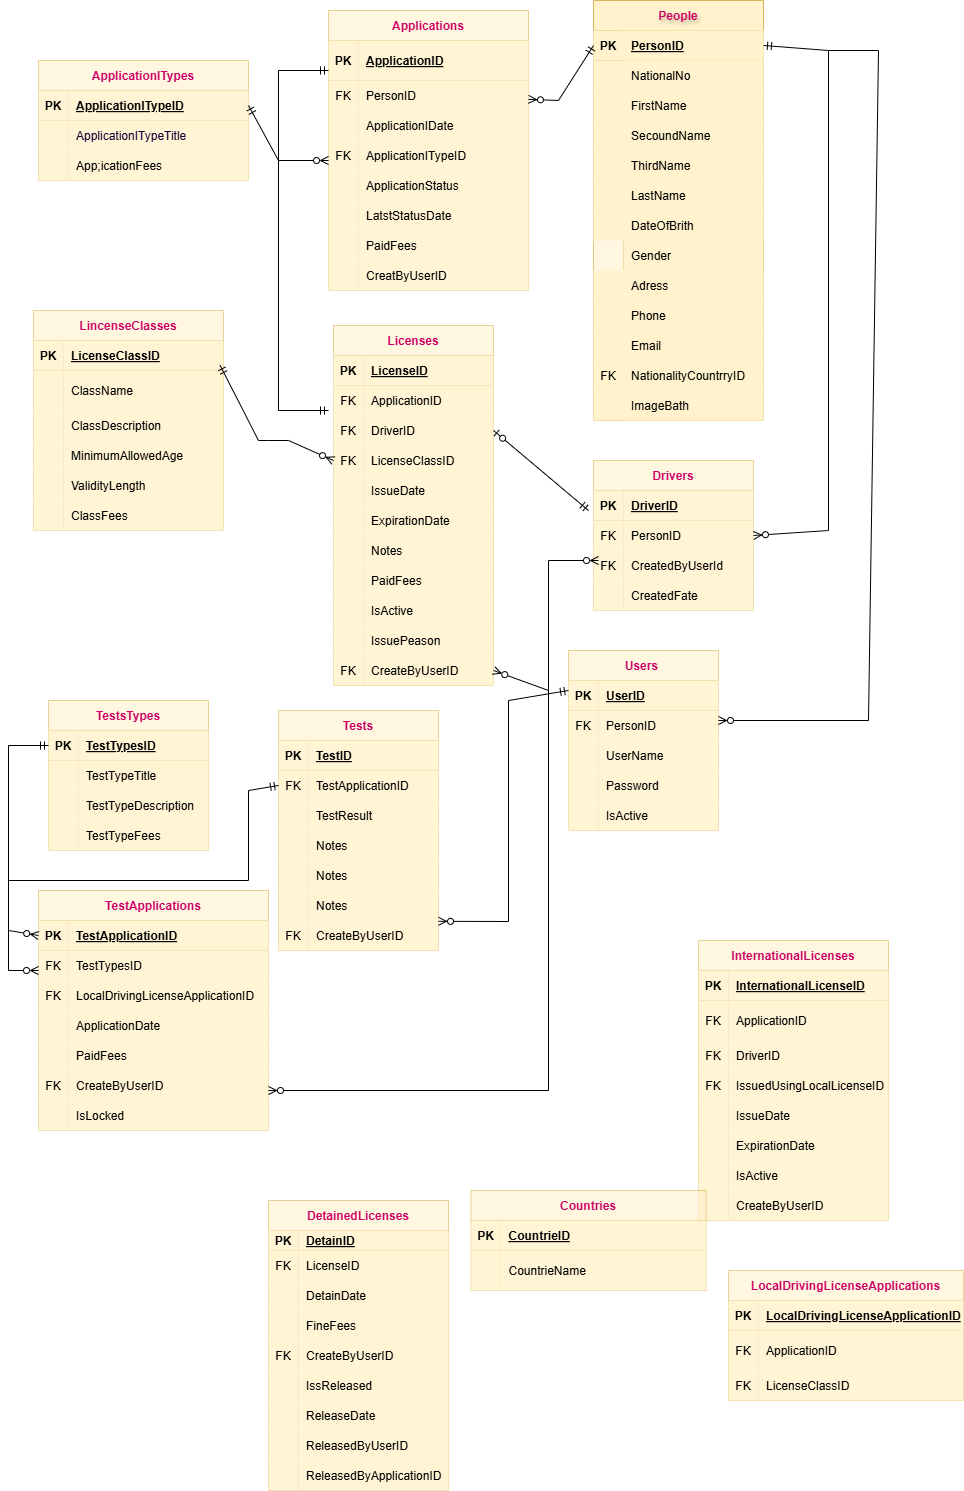 Applications
PK ApplicationID
FK PersonID
ApplicationIDate
FK ApplicationITypeID
ApplicationStatus
LatstStatusDate
PaidFees
CreatByUserID
People
PK PersonID
NationalNo
FirstName
SecoundName
ThirdName
LastName
DateOfBrith
Gender
Adress
Phone
Email
FK NationalityCountrryID
ImageBath
ApplicationITypes
PK ApplicationITypeID
ApplicationITypeTitle
App;icationFees
LincenseClasses
PK LicenseClassID
ClassName
ClassDescription
MinimumAllowedAge
ValidityLength
ClassFees
Licenses
PK LicenseID
FK ApplicationID
FK DriverID
FK LicenseClassID
IssueDate
ExpirationDate
Notes
PaidFees
IsActive
IssuePeason
FK CreateByUserID
Drivers
PK DriverID
FK PersonID
FK CreatedByUserId
CreatedFate
Users
PK UserID
FK PersonID
UserName
Password
IsActive
TestsTypes
PK TestTypesID
TestTypeTitle
TestTypeDescription
TestTypeFees
Tests
PK TestID
FK TestApplicationID
TestResult
Notes
Notes
Notes
FK CreateByUserID
TestApplications
PK TestApplicationID
FK TestTypesID
FK LocalDrivingLicenseApplicationID
ApplicationDate
PaidFees
FK CreateByUserID
IsLocked
InternationalLicenses
PK InternationalLicenseID
FK ApplicationID
FK DriverID
FK IssuedUsingLocalLicenseID
IssueDate
ExpirationDate
IsActive
CreateByUserID
DetainedLicenses
PK DetainID
FK LicenseID
DetainDate
FineFees
FK CreateByUserID
IssReleased
ReleaseDate
ReleasedByUserID
ReleasedByApplicationID
Countries
PK CountrieID
CountrieName
LocalDrivingLicenseApplications
PK LocalDrivingLicenseApplicationID
FK ApplicationID
FK LicenseClassID